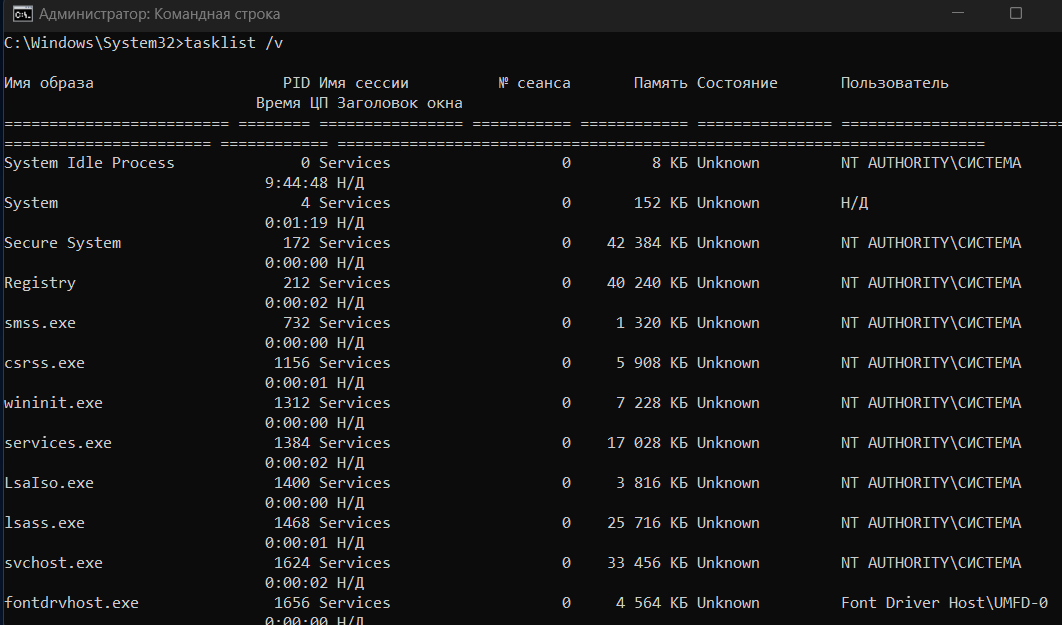 Администратор: Командная строка
C:\Windows\System32>tasklist /v
Имя образа PID Имя сессии № сеанса Память Состояние Пользователь
Время ЦП Заголовок окна
========================= ======== ================ =========== ============ =============== =========================
======================= ============ ========================================================================
System Idle Process 0 Services 0 8 КБ Unknown NT AUTHORITY\СИСТЕМА
9:44:48 Н/Д
System 4 Services 0 152 КБ Unknown Н/Д
0:01:19 Н/Д
Secure System 172 Services 0 42 384 КБ Unknown NT AUTHORITY\СИСТЕМА
0:00:00 Н/Д
Registry 212 Services 0 40 240 КБ Unknown NT AUTHORITY\СИСТЕМА
0:00:02 Н/Д
smss.exe 732 Services 0 1 320 КБ Unknown NT AUTHORITY\СИСТЕМА
0:00:00 Н/Д
csrss.exe 1156 Services 0 5 908 КБ Unknown NT AUTHORITY\СИСТЕМА
0:00:01 Н/Д
wininit.exe 1312 Services 0 7 228 КБ Unknown NT AUTHORITY\СИСТЕМА
0:00:00 Н/Д
services.exe 1384 Services 0 17 028 КБ Unknown NT AUTHORITY\СИСТЕМА
0:00:02 Н/Д
LsaIso.exe 1400 Services 0 3 816 КБ Unknown NT AUTHORITY\СИСТЕМА
0:00:00 Н/Д
lsass.exe 1468 Services 0 25 716 КБ Unknown NT AUTHORITY\СИСТЕМА
0:00:01 Н/Д
svchost.exe 1624 Services 0 33 456 КБ Unknown NT AUTHORITY\СИСТЕМА
0:00:02 Н/Д
fontdrvhost.exe 1656 Services 0 4 564 КБ Unknown Font Driver Host\UMFD-0
0:00:00 Н/Д